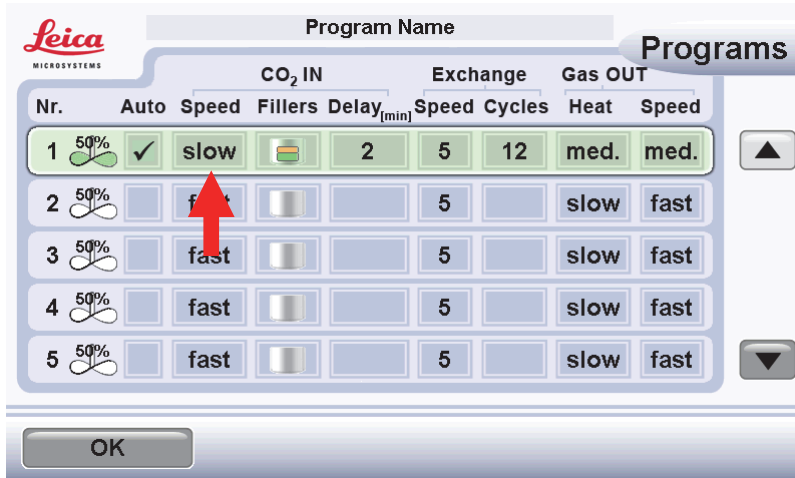 Leica
MICROSYSTEMS
Program Name
Programs
CO₂ IN Exchange Gas OUT
Nr. Auto Speed Fillers Delay[min] Speed Cycles Heat Speed
1 50% ✓ slow 2 5 12 med. med.
2 50% 5 slow fast
3 50% fast 5 slow fast
4 50% fast 5 slow fast
5 50% fast 5 slow fast
OK